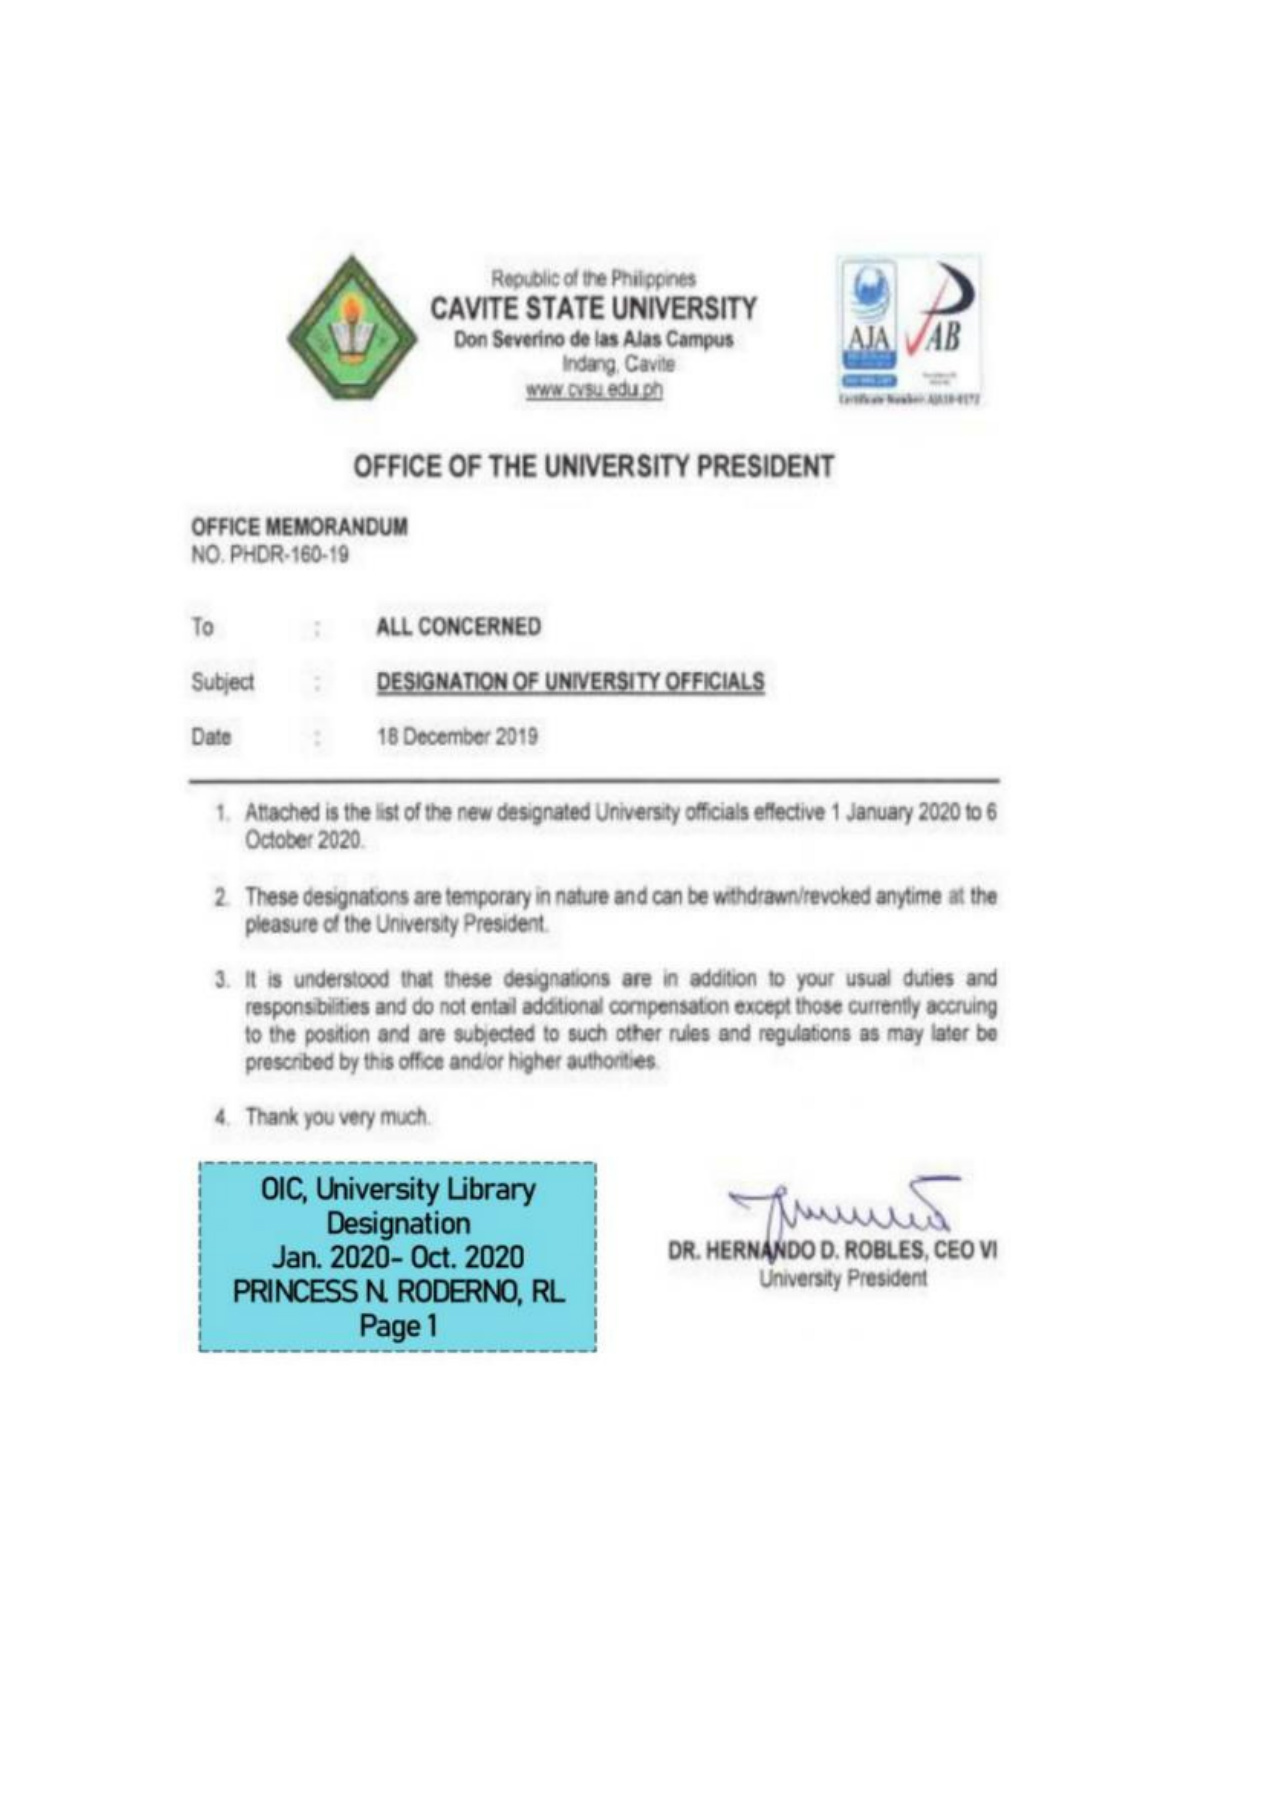 Republic of the Philippines
CAVITE STATE UNIVERSITY
Don Severino de las Alas Campus
Indang, Cavite
www.cvsu.edu.ph
AJA
PAB
Certificate Number: AJA18-0172
OFFICE OF THE UNIVERSITY PRESIDENT
OFFICE MEMORANDUM
NO. PHDR-160-19
To : ALL CONCERNED
Subject : DESIGNATION OF UNIVERSITY OFFICIALS
Date : 18 December 2019
1. Attached is the list of the new designated University officials effective 1 January 2020 to 6
October 2020.
2. These designations are temporary in nature and can be withdrawn/revoked anytime at the
pleasure of the University President.
3. It is understood that these designations are in addition to your usual duties and
responsibilities and do not entail additional compensation except those currently accruing
to the position and are subjected to such other rules and regulations as may later be
prescribed by this office and/or higher authorities.
4. Thank you very much.
OIC, University Library
Designation
Jan. 2020- Oct. 2020
PRINCESS N. RODERNO, RL
Page 1
DR. HERNANDO D. ROBLES, CEO VI
University President